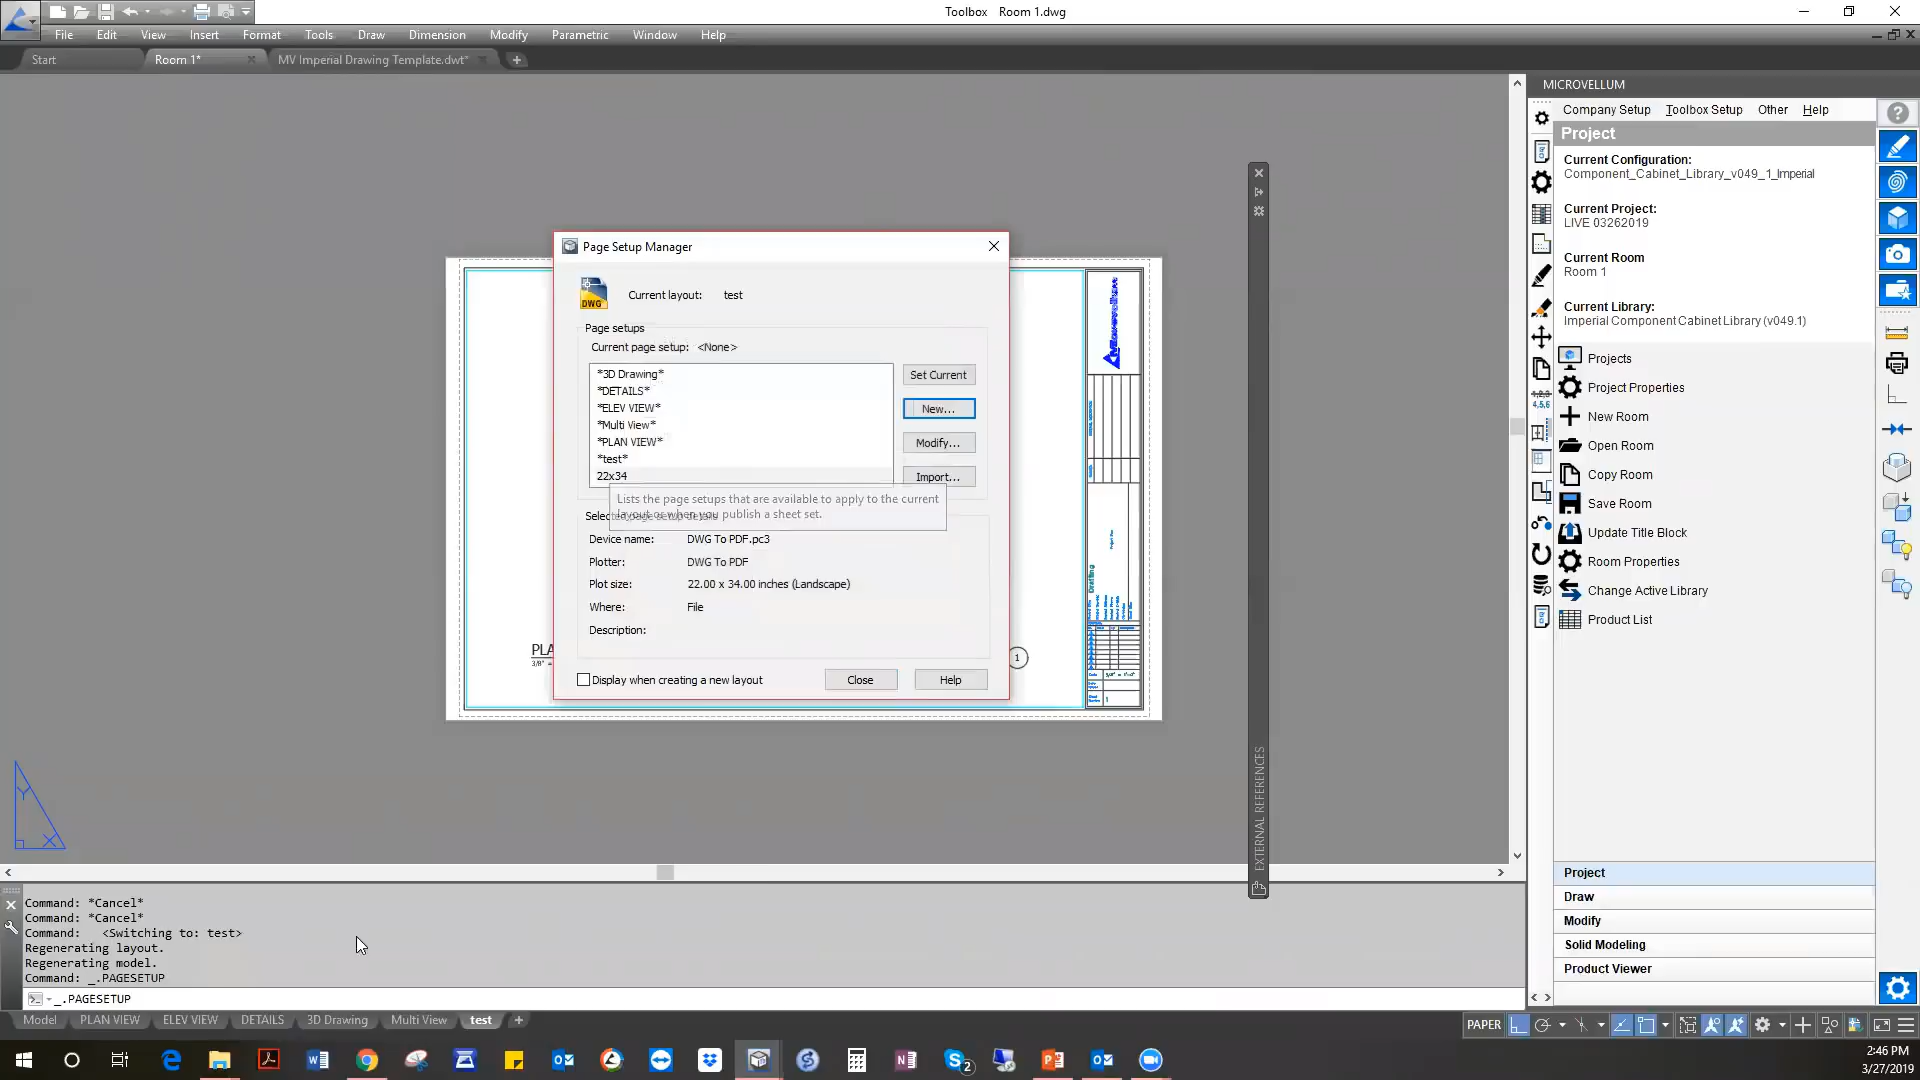 Toolbox Room 1.dwg
File Edit View Insert Format Tools Draw Dimension Modify Parametric Window Help
Start Room 1* MV Imperial Drawing Template.dwt*
MICROVELLUM
Company Setup Toolbox Setup Other Help
Project
Current Configuration:
Component_Cabinet_Library_v049_1_Imperial
Current Project:
LIVE 03262019
Current Room
Room 1
Current Library:
Imperial Component Cabinet Library (v049.1)
Projects
Project Properties
New Room
Open Room
Copy Room
Save Room
Update Title Block
Room Properties
Change Active Library
Product List
Project
Draw
Modify
Solid Modeling
Product Viewer
Page Setup Manager
DWG
Current layout: test
Page setups
Current page setup: <None>
*3D Drawing*
*DETAILS*
*ELEV VIEW*
*Multi View*
*PLAN VIEW*
*test*
22x34
Set Current
New...
Modify...
Import...
Lists the page setups that are available to apply to the current
layout or when you publish a sheet set.
Selected page setup details
Device name: DWG To PDF.pc3
Plotter: DWG To PDF
Plot size: 22.00 x 34.00 inches (Landscape)
Where: File
Description:
Display when creating a new layout
Close
Help
PLA
3/8" =
1
EXTERNAL REFERENCES
Y
X
Command: *Cancel*
Command: *Cancel*
Command: <Switching to: test>
Regenerating layout.
Regenerating model.
Command: _.PAGESETUP
_.PAGESETUP
Model PLAN VIEW ELEV VIEW DETAILS 3D Drawing Multi View test
PAPER
2:46 PM
3/27/2019